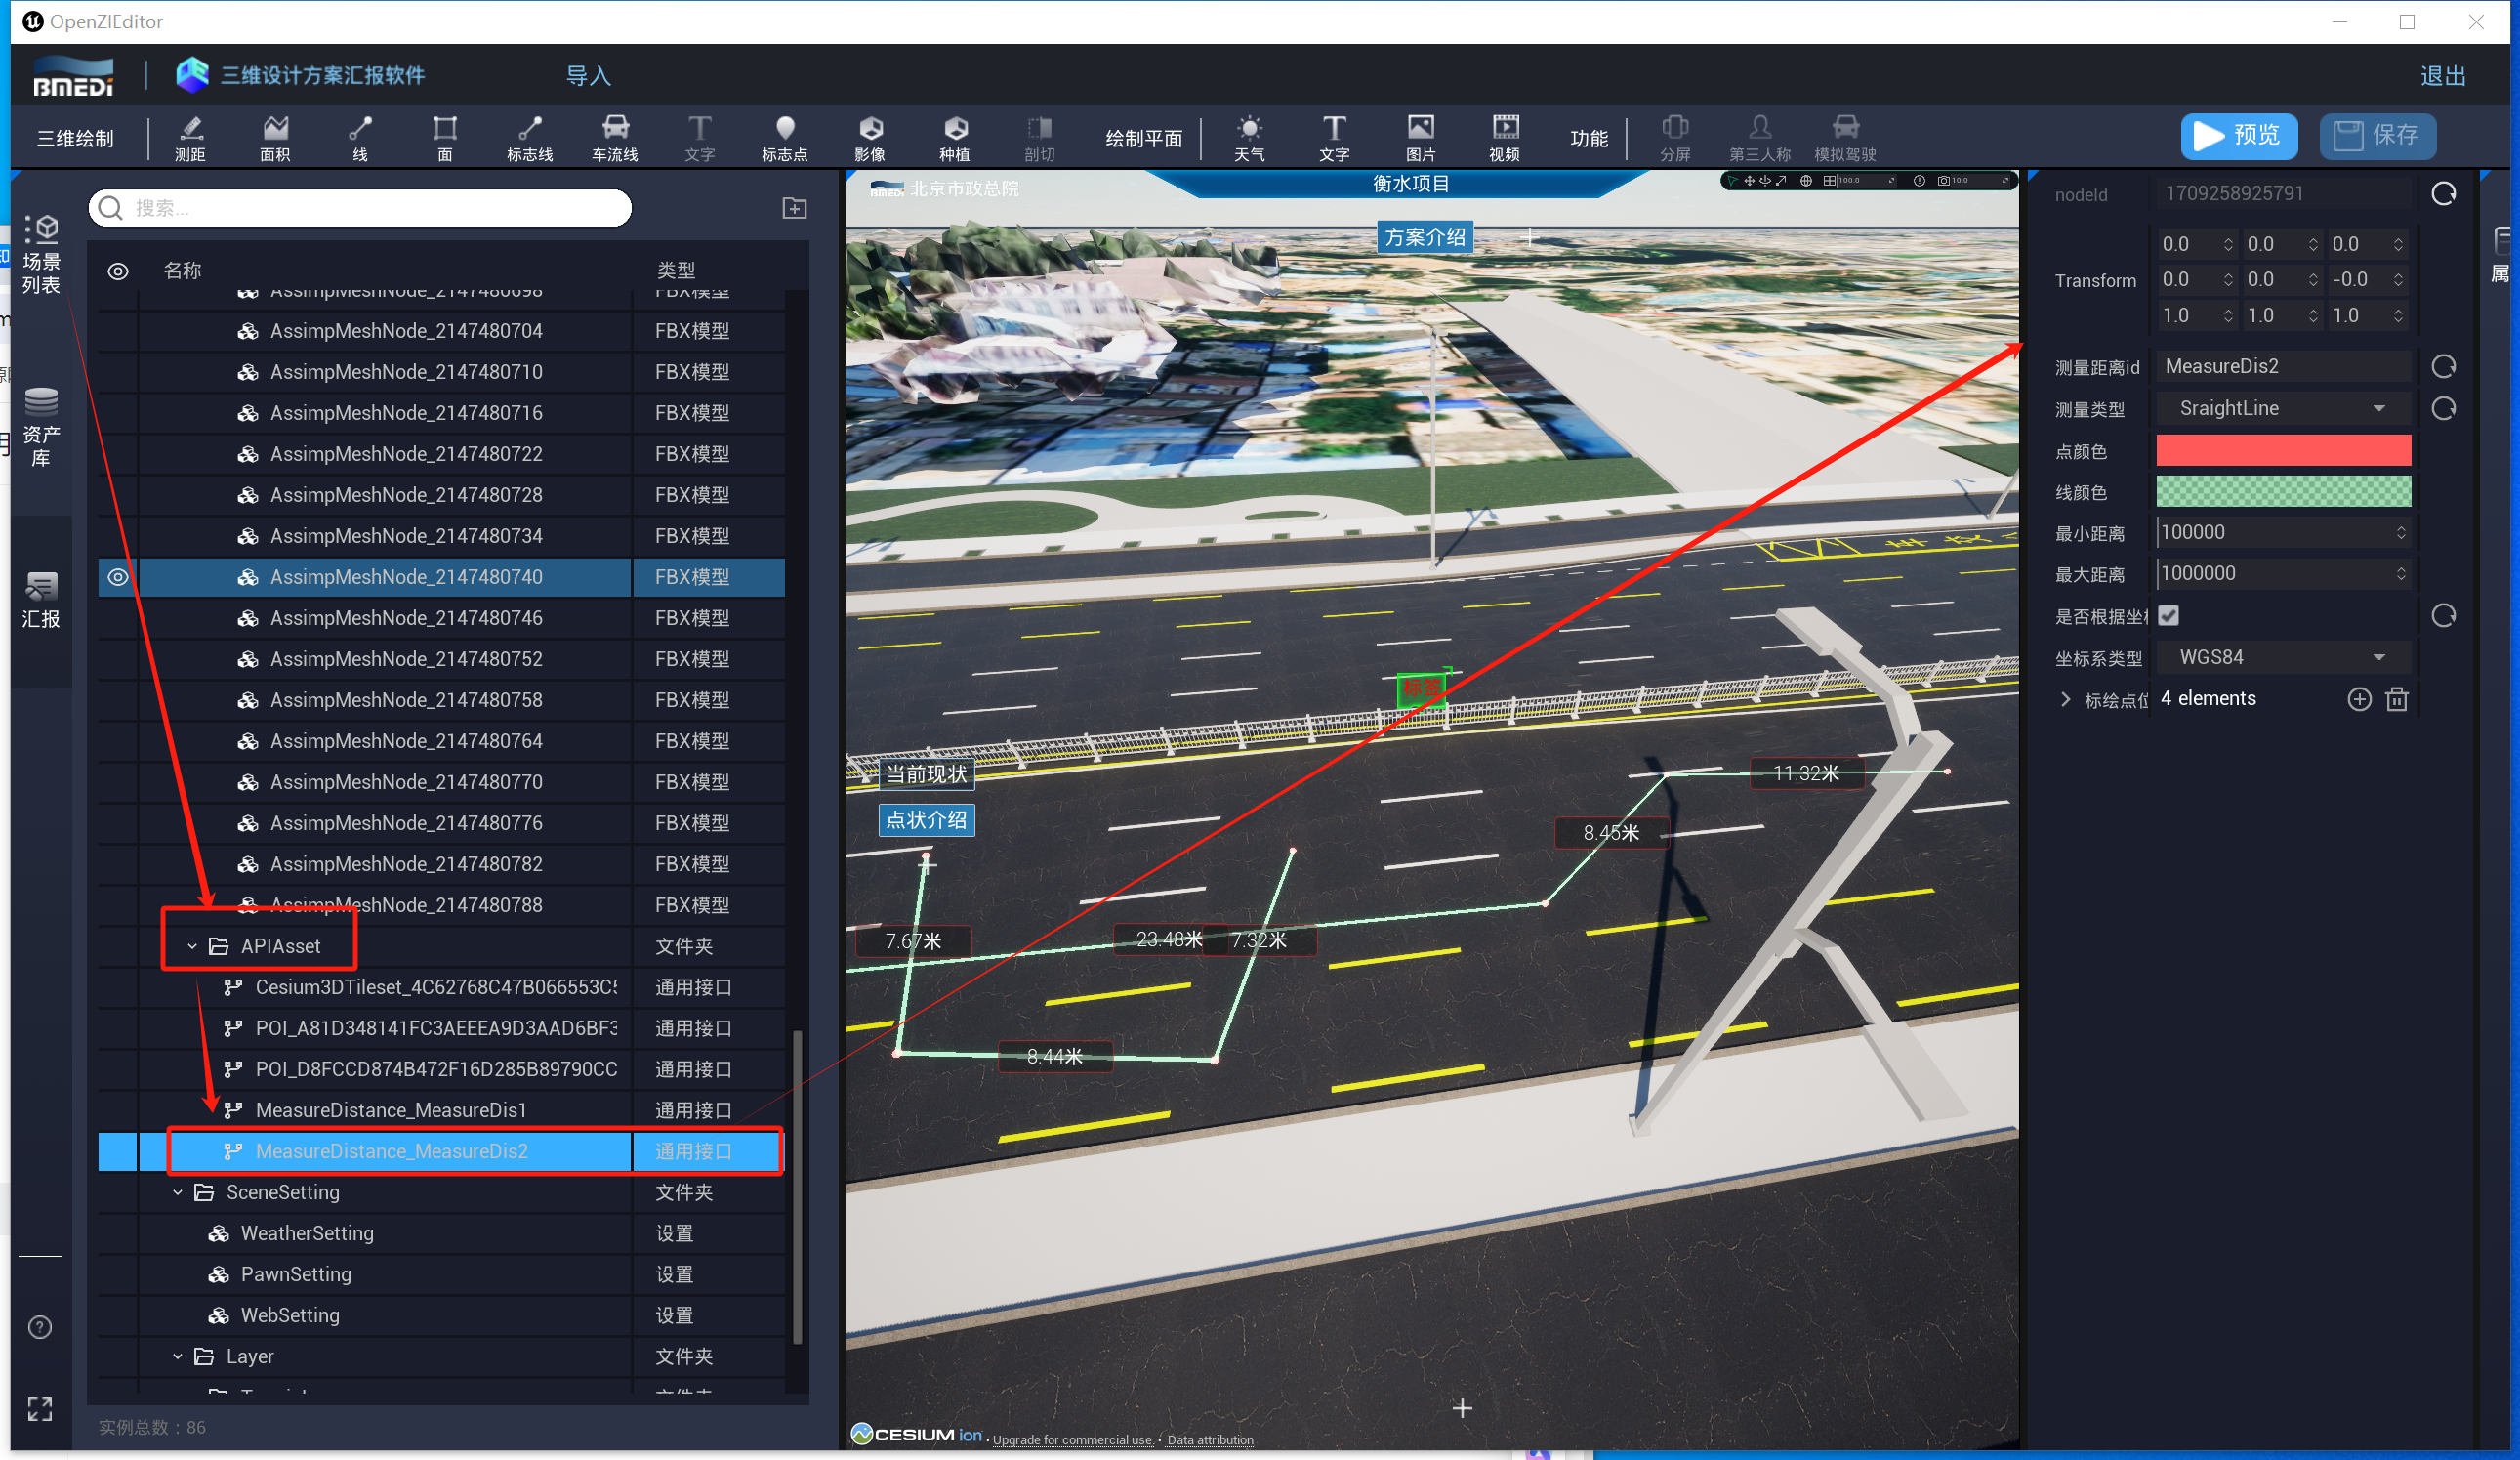 OpenZIEditor
BMEDi
三维设计方案汇报软件
导入
退出
三维绘制
测距
面积
线
面
标志线
车流线
文字
标志点
影像
种植
剖切
绘制平面
天气
文字
图片
视频
功能
分屏
第三人称
模拟驾驶
预览
保存
场景
列表
资产
库
汇报
搜索...
名称
类型
AssimpMeshNode_2147480698 FBX模型
AssimpMeshNode_2147480704 FBX模型
AssimpMeshNode_2147480710 FBX模型
AssimpMeshNode_2147480716 FBX模型
AssimpMeshNode_2147480722 FBX模型
AssimpMeshNode_2147480728 FBX模型
AssimpMeshNode_2147480734 FBX模型
AssimpMeshNode_2147480740 FBX模型
AssimpMeshNode_2147480746 FBX模型
AssimpMeshNode_2147480752 FBX模型
AssimpMeshNode_2147480758 FBX模型
AssimpMeshNode_2147480764 FBX模型
AssimpMeshNode_2147480770 FBX模型
AssimpMeshNode_2147480776 FBX模型
AssimpMeshNode_2147480782 FBX模型
AssimpMeshNode_2147480788 FBX模型
APIAsset 文件夹
Cesium3DTileset_4C62768C47B066553C5 通用接口
POI_A81D348141FC3AEEEA9D3AAD6BF3 通用接口
POI_D8FCCD874B472F16D285B89790CC 通用接口
MeasureDistance_MeasureDis1 通用接口
MeasureDistance_MeasureDis2 通用接口
SceneSetting 文件夹
WeatherSetting 设置
PawnSetting 设置
WebSetting 设置
Layer 文件夹
实例总数：86
北京市政总院
衡水项目
100.0
10.0
方案介绍
标签
当前现状
点状介绍
11.32米
8.45米
7.67米
23.48米
7.32米
8.44米
CESIUM ion
Upgrade for commercial use.
· Data attribution
nodeId 1709258925791
0.0 0.0 0.0
Transform 0.0 0.0 -0.0
1.0 1.0 1.0
测量距离id MeasureDis2
测量类型 SraightLine
点颜色
线颜色
最小距离 100000
最大距离 1000000
是否根据坐
坐标系类型 WGS84
标绘点位 4 elements
属